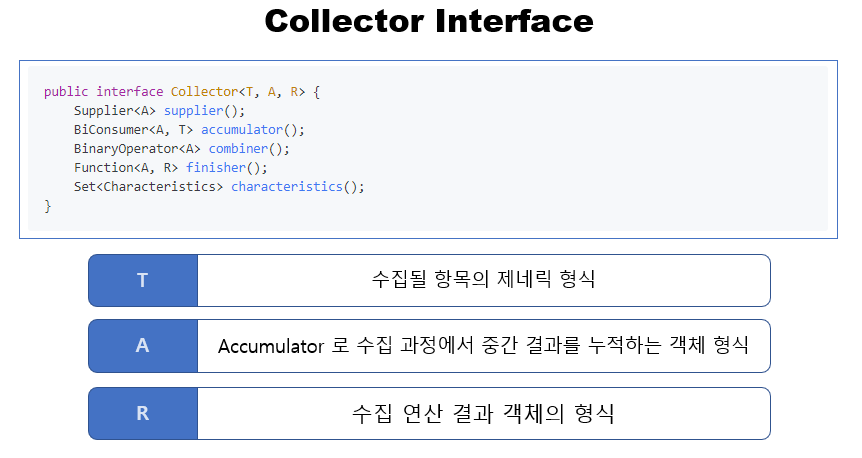 Collector Interface
public interface Collector<T, A, R> {
    Supplier<A> supplier();
    BiConsumer<A, T> accumulator();
    BinaryOperator<A> combiner();
    Function<A, R> finisher();
    Set<Characteristics> characteristics();
}
T 수집될 항목의 제네릭 형식
A Accumulator 로 수집 과정에서 중간 결과를 누적하는 객체 형식
R 수집 연산 결과 객체의 형식